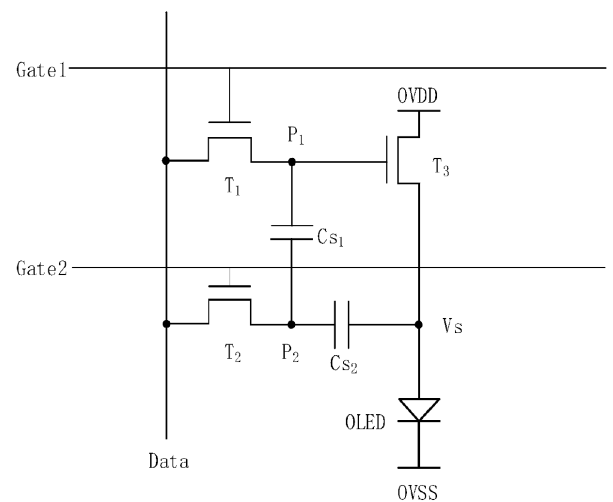 Gate1
OVDD
P₁
T₃
T₁
Cs₁
Gate2
Vs
T₂
P₂
Cs₂
OLED
Data
OVSS